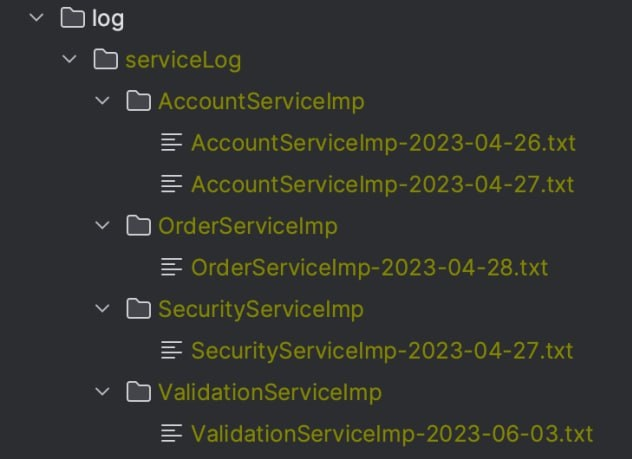 log
serviceLog
AccountServiceImp
AccountServiceImp-2023-04-26.txt
AccountServiceImp-2023-04-27.txt
OrderServiceImp
OrderServiceImp-2023-04-28.txt
SecurityServiceImp
SecurityServiceImp-2023-04-27.txt
ValidationServiceImp
ValidationServiceImp-2023-06-03.txt